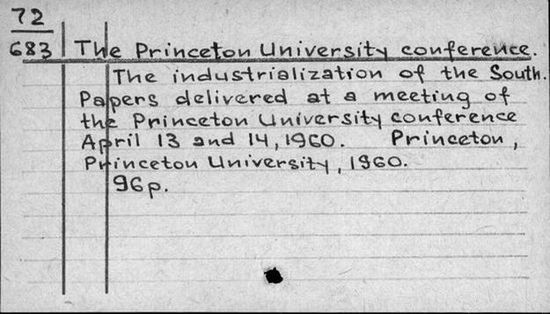 72
683 The Princeton University conference.
The industrialization of the South.
Papers delivered at a meeting of
the Princeton University conference
April 13 and 14, 1960. Princeton,
Princeton University, 1960.
96p.